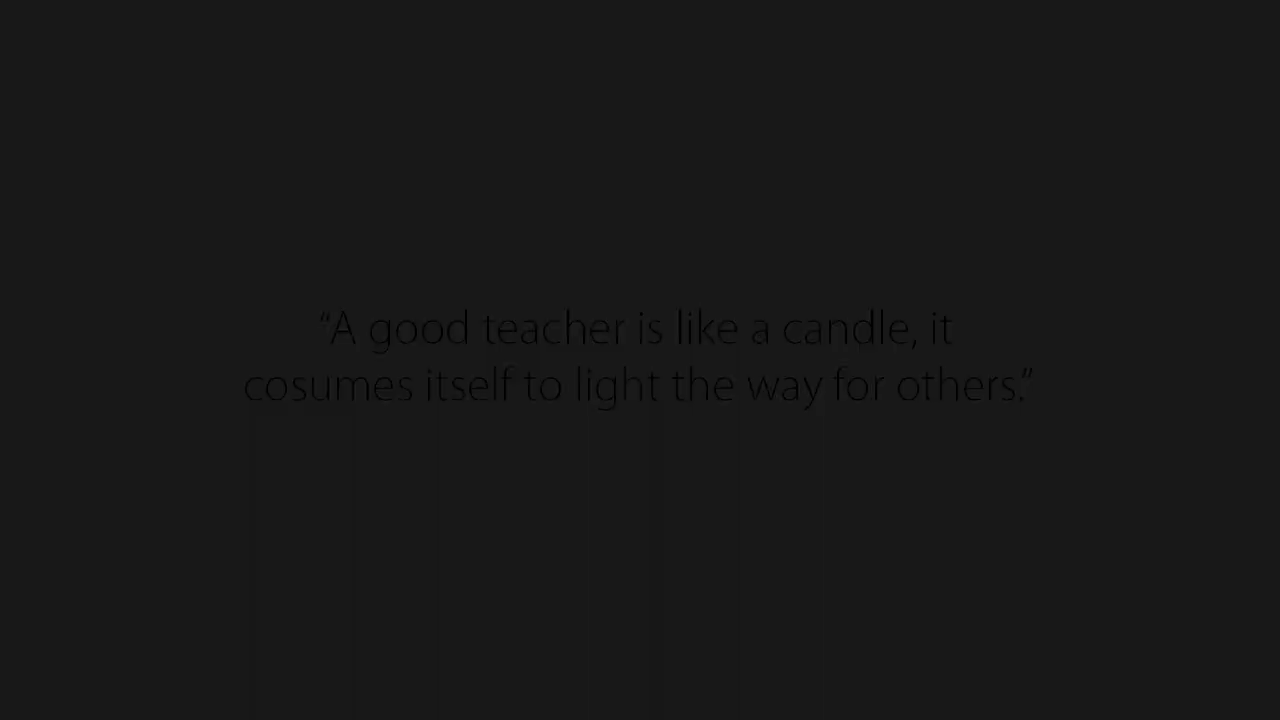 “A good teacher is like a candle, it
cosumes itself to light the way for others.”